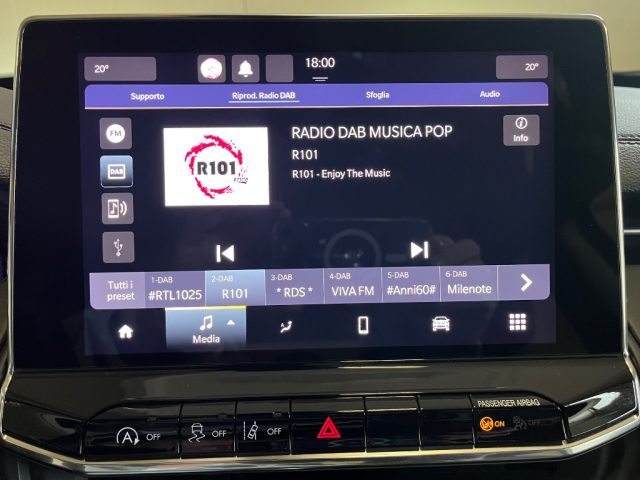 20°
18:00
20°
Supporto
Riprod. Radio DAB
Sfoglia
Audio
FM
DAB
R101
RADIO DAB MUSICA POP
R101
R101 - Enjoy The Music
Info
Tutti i preset
1-DAB
#RTL1025
2-DAB
R101
3-DAB
* RDS *
4-DAB
VIVA FM
5-DAB
#Anni60#
6-DAB
Milenote
Media
PASSENGER AIRBAG
A OFF
OFF
OFF
ON
OFF